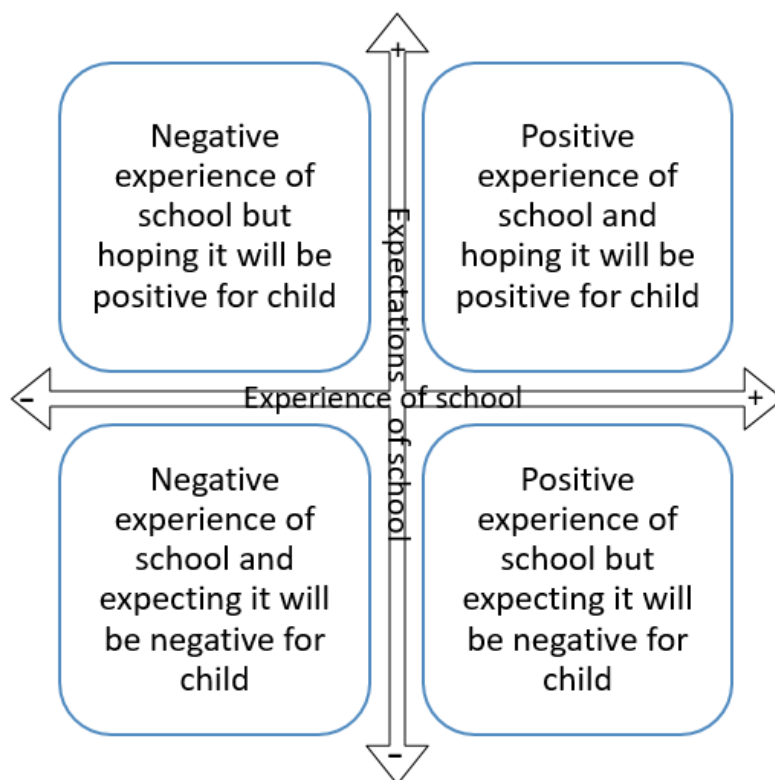 +
Negative
experience of
school but
hoping it will be
positive for child
Positive
experience of
school and
hoping it will be
positive for child
Expectations of school
-
Experience of school
+
Negative
experience of
school and
expecting it will
be negative for
child
Positive
experience of
school but
expecting it will
be negative for
child
-